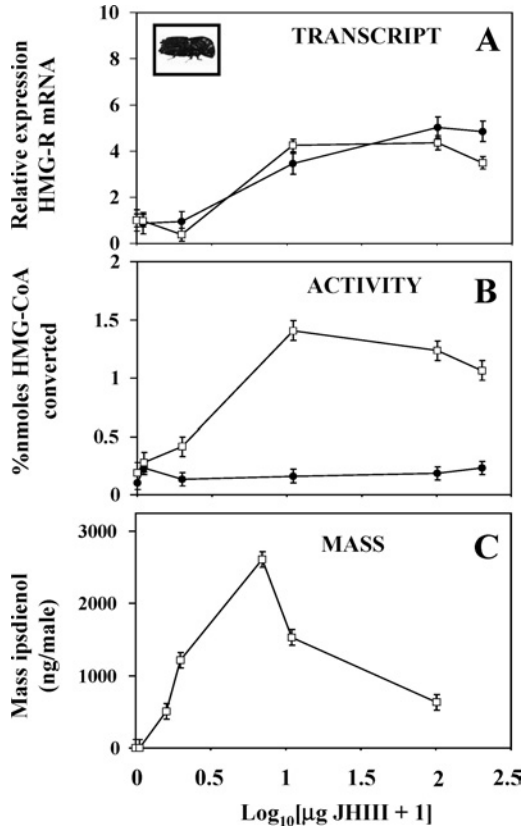 TRANSCRIPT A
Relative expression
HMG-R mRNA
10
8
6
4
2
0
ACTIVITY B
%nmoles HMG-CoA
converted
2
1.5
1
0.5
0
MASS C
Mass ipsdienol
(ng/male)
3000
2000
1000
0
0 0.5 1 1.5 2 2.5
Log10[µg JHIII + 1]